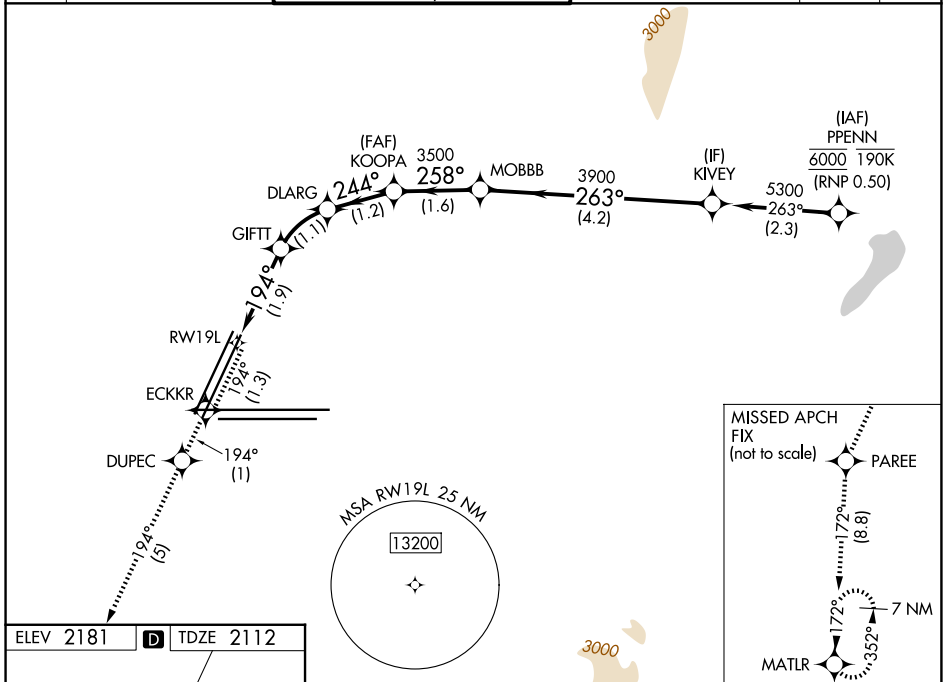 3000
(IAF)
PPENN
6000 190K
(RNP 0.50)
(IF)
KIVEY
5300
263°
(2.3)
3900
263°
(4.2)
MOBBB
3500
258°
(1.6)
(FAF)
KOOPA
244°
(1.2)
DLARG
(1.1)
GIFTT
194°
(1.9)
RW19L
194°
(1.3)
ECKKR
194°
(1)
DUPEC
194°
(5)
MSA RW19L 25 NM
13200
3000
MISSED APCH
FIX
(not to scale)
PAREE
172°
(8.8)
7 NM
172°
352°
MATLR
ELEV 2181 D TDZE 2112